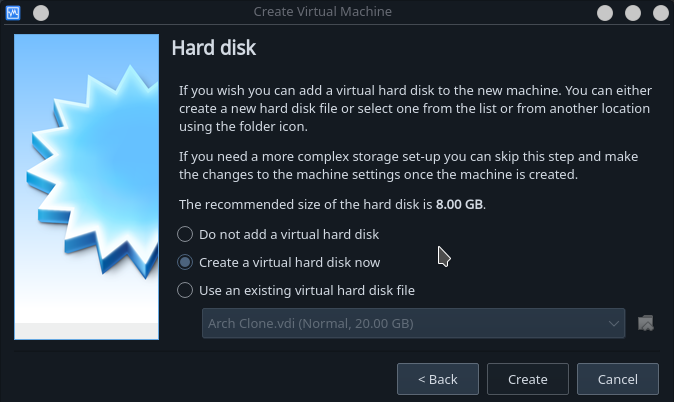 Create Virtual Machine
Hard disk
If you wish you can add a virtual hard disk to the new machine. You can either
create a new hard disk file or select one from the list or from another location
using the folder icon.
If you need a more complex storage set-up you can skip this step and make
the changes to the machine settings once the machine is created.
The recommended size of the hard disk is 8.00 GB.
Do not add a virtual hard disk
Create a virtual hard disk now
Use an existing virtual hard disk file
Arch Clone.vdi (Normal, 20.00 GB)
< Back
Create
Cancel